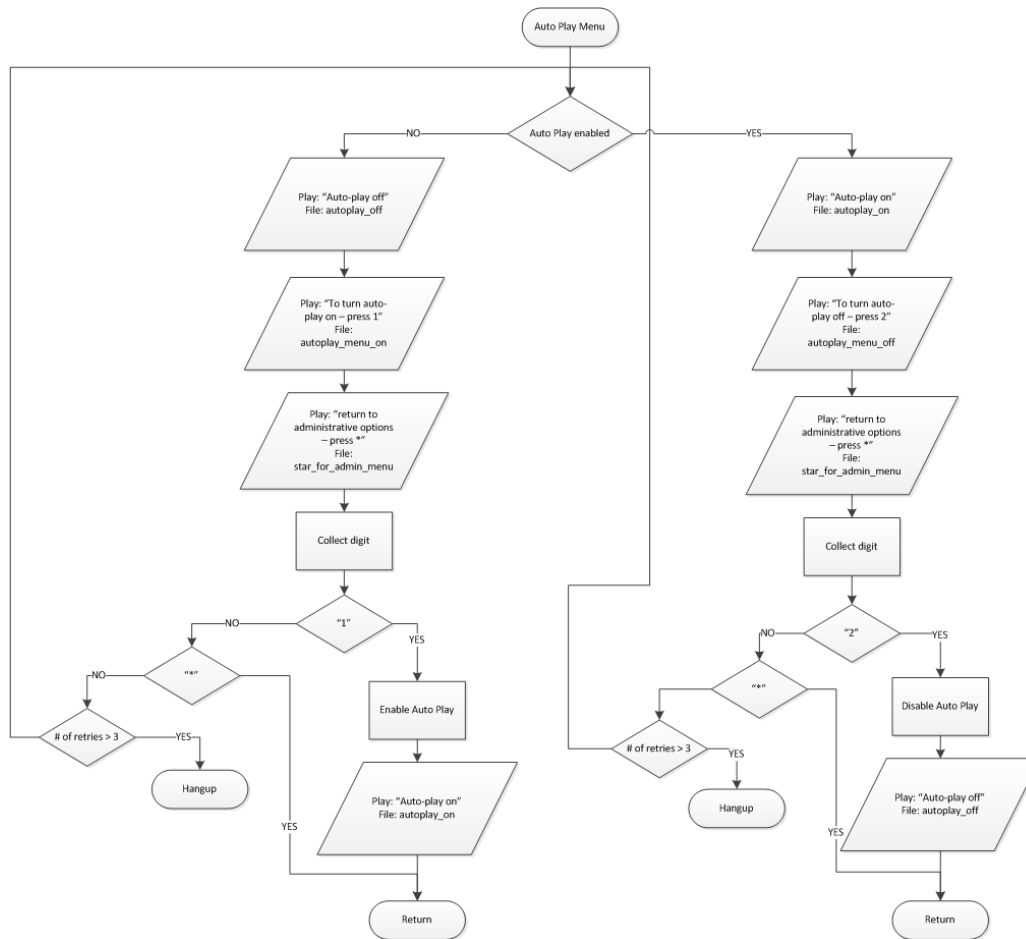 Auto Play Menu
Auto Play enabled
NO
YES
Play: “Auto-play off”
File: autoplay_off
Play: “Auto-play on”
File: autoplay_on
Play: “To turn auto-
play on – press 1”
File:
autoplay_menu_on
Play: “To turn auto-
play off – press 2”
File:
autoplay_menu_off
Play: “return to
administrative options
– press *”
File:
star_for_admin_menu
Play: “return to
administrative options
– press *”
File:
star_for_admin_menu
Collect digit
Collect digit
“1”
NO
YES
“2”
NO
YES
“*”
NO
YES
“*”
NO
YES
Enable Auto Play
Disable Auto Play
# of retries > 3
YES
# of retries > 3
YES
Hangup
Hangup
Play: “Auto-play on”
File: autoplay_on
Play: “Auto-play off”
File: autoplay_off
Return
Return